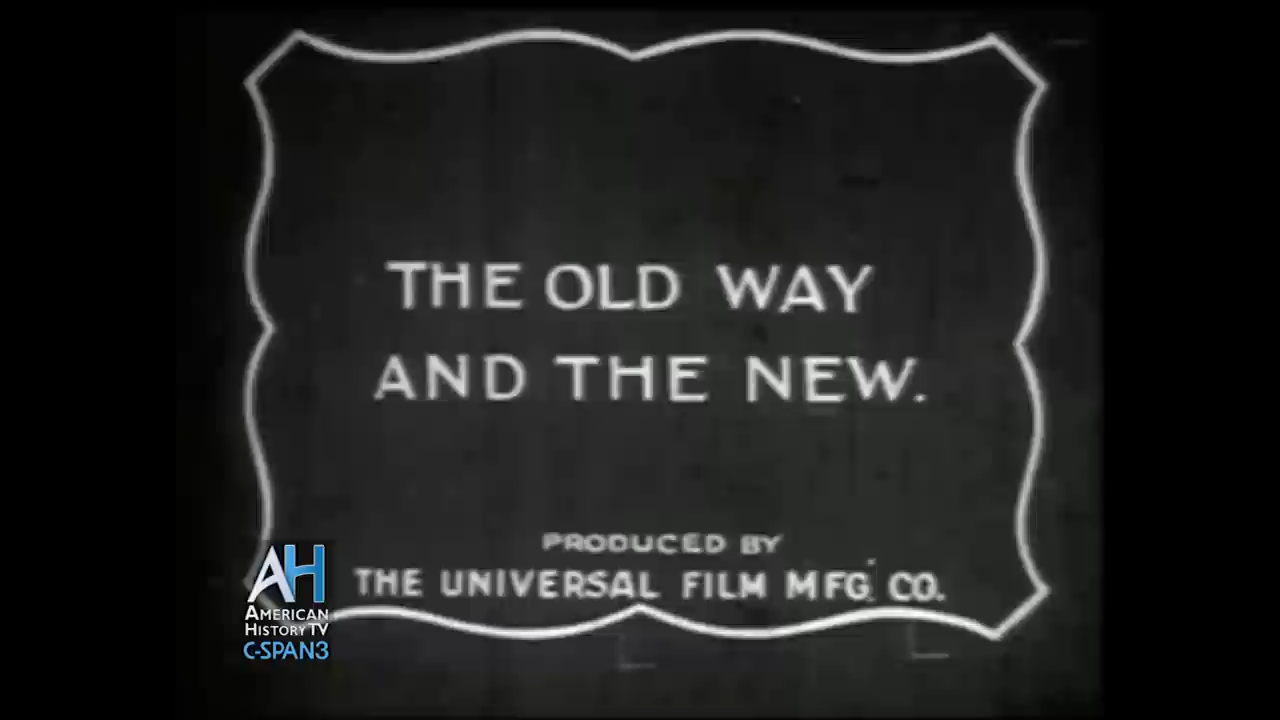 THE OLD WAY
AND THE NEW.
PRODUCED BY
THE UNIVERSAL FILM MFG. CO.
AH
AMERICAN
HISTORY TV
C-SPAN3